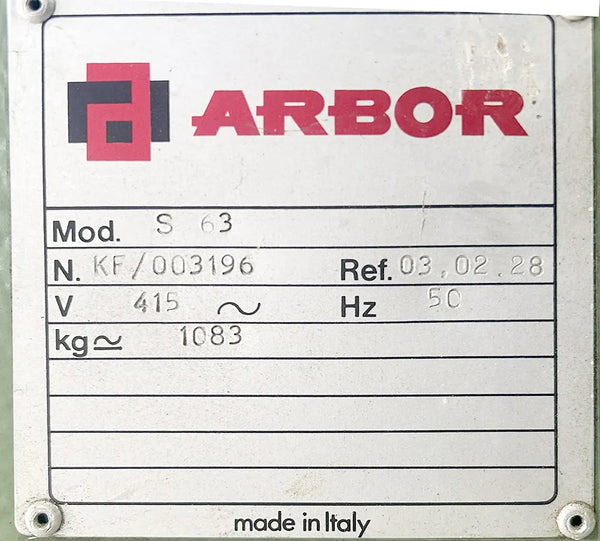 ARBOR
Mod. S 63
N. KF/003196 Ref. 03.02.28
V 415 ~ Hz 50
kg≃ 1083
made in Italy